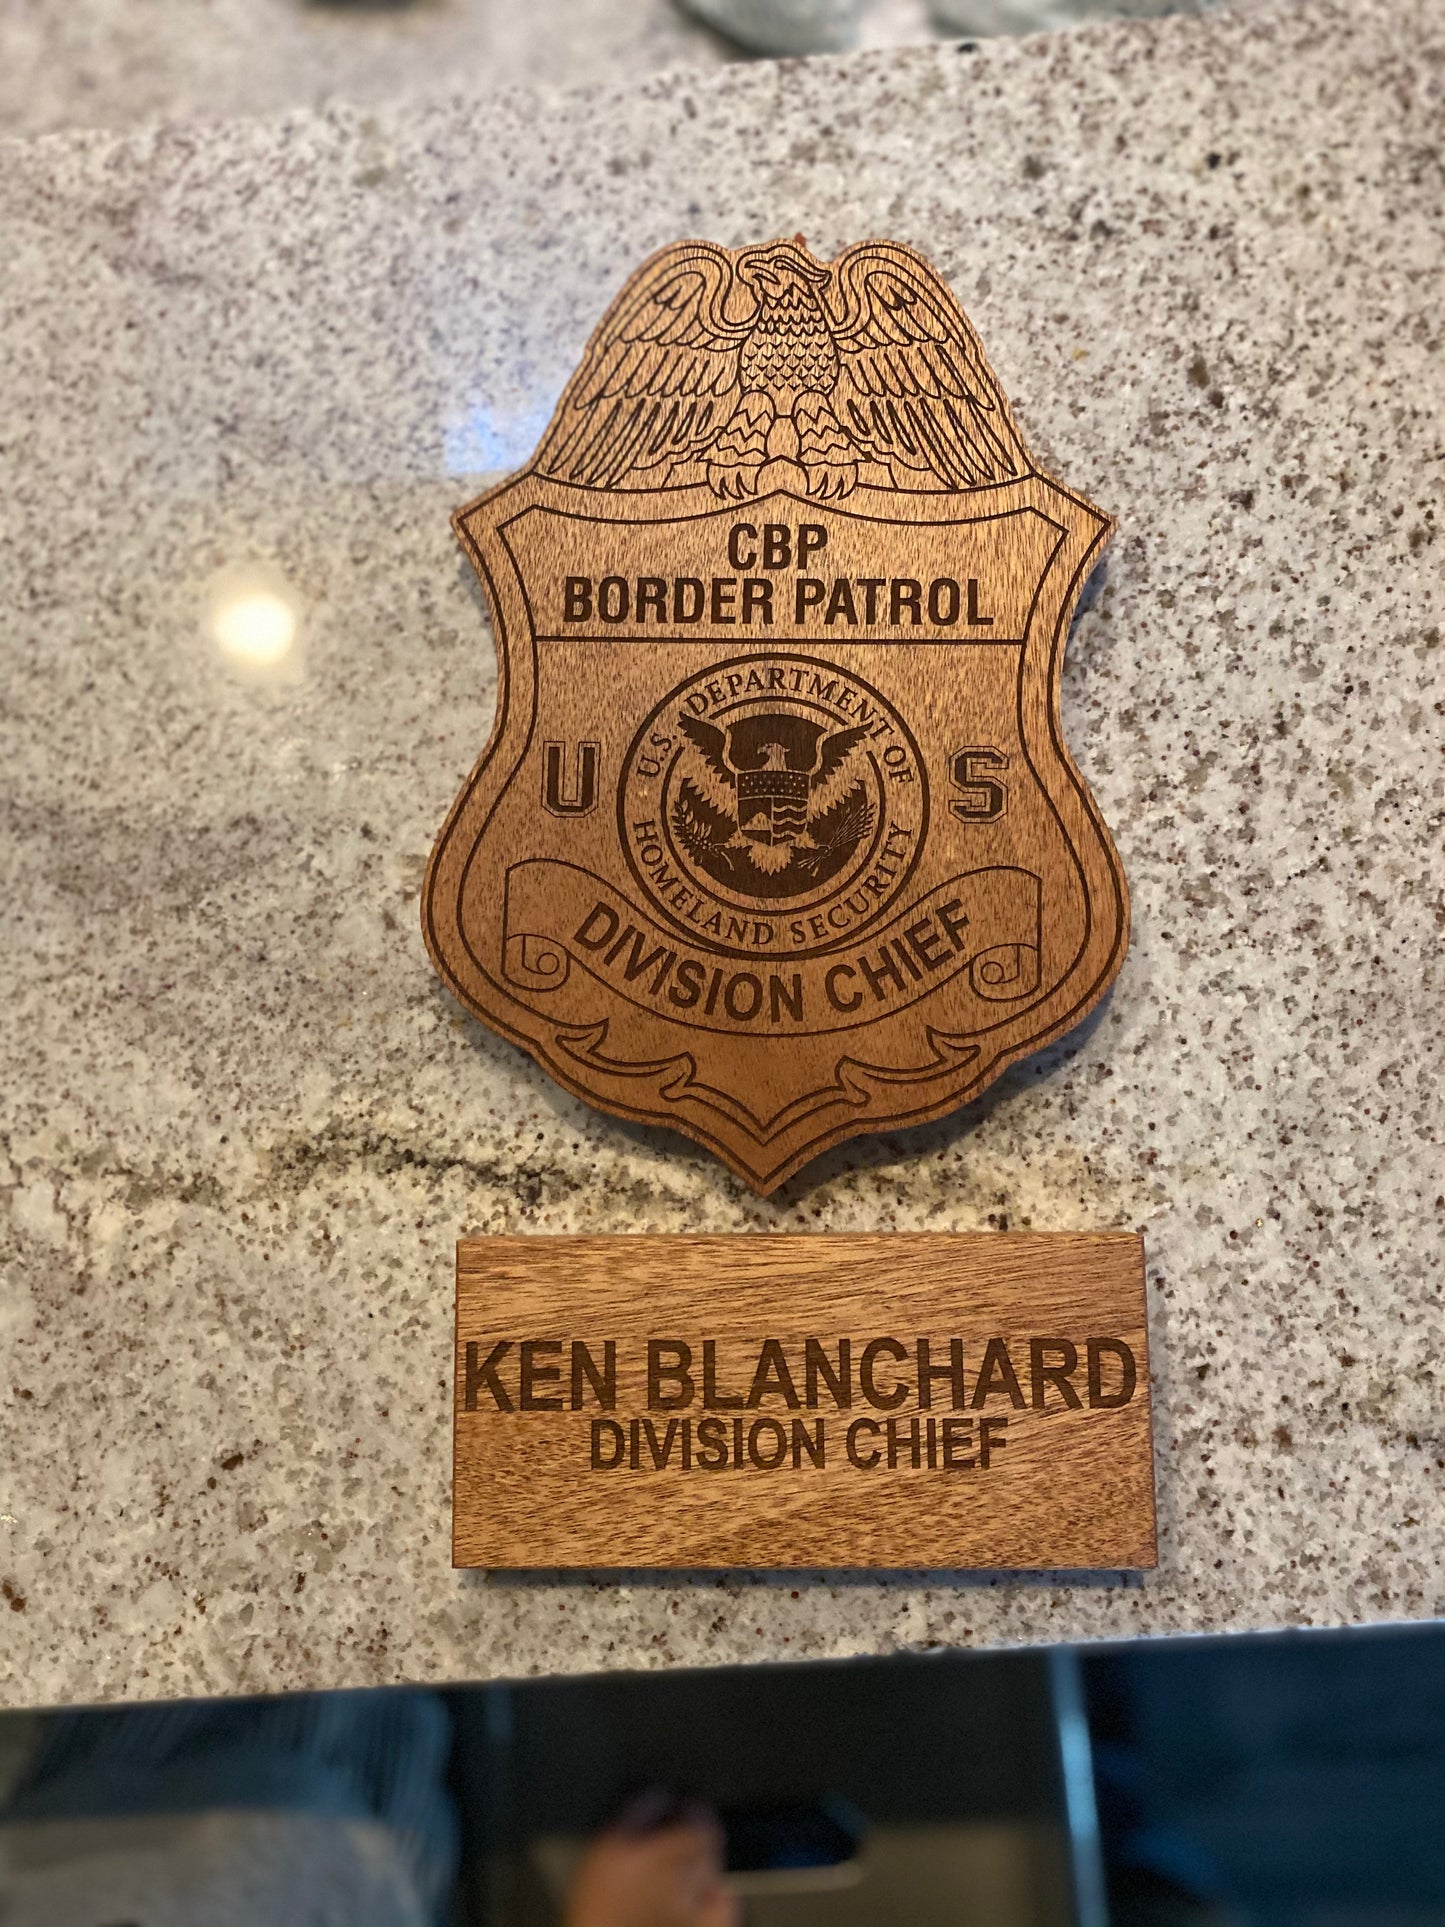 CBP
BORDER PATROL
U.S. DEPARTMENT OF
HOMELAND SECURITY
U S
DIVISION CHIEF
KEN BLANCHARD
DIVISION CHIEF